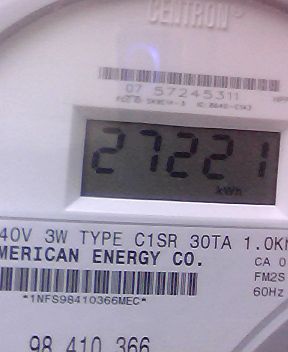 CENTRON®
07 57245311
27221
kWh
40V 3W TYPE C1SR 30TA 1.0K
MERICAN ENERGY CO.
CA 0
FM2S
*1NFS98410366MEC*
60Hz
98 410 366